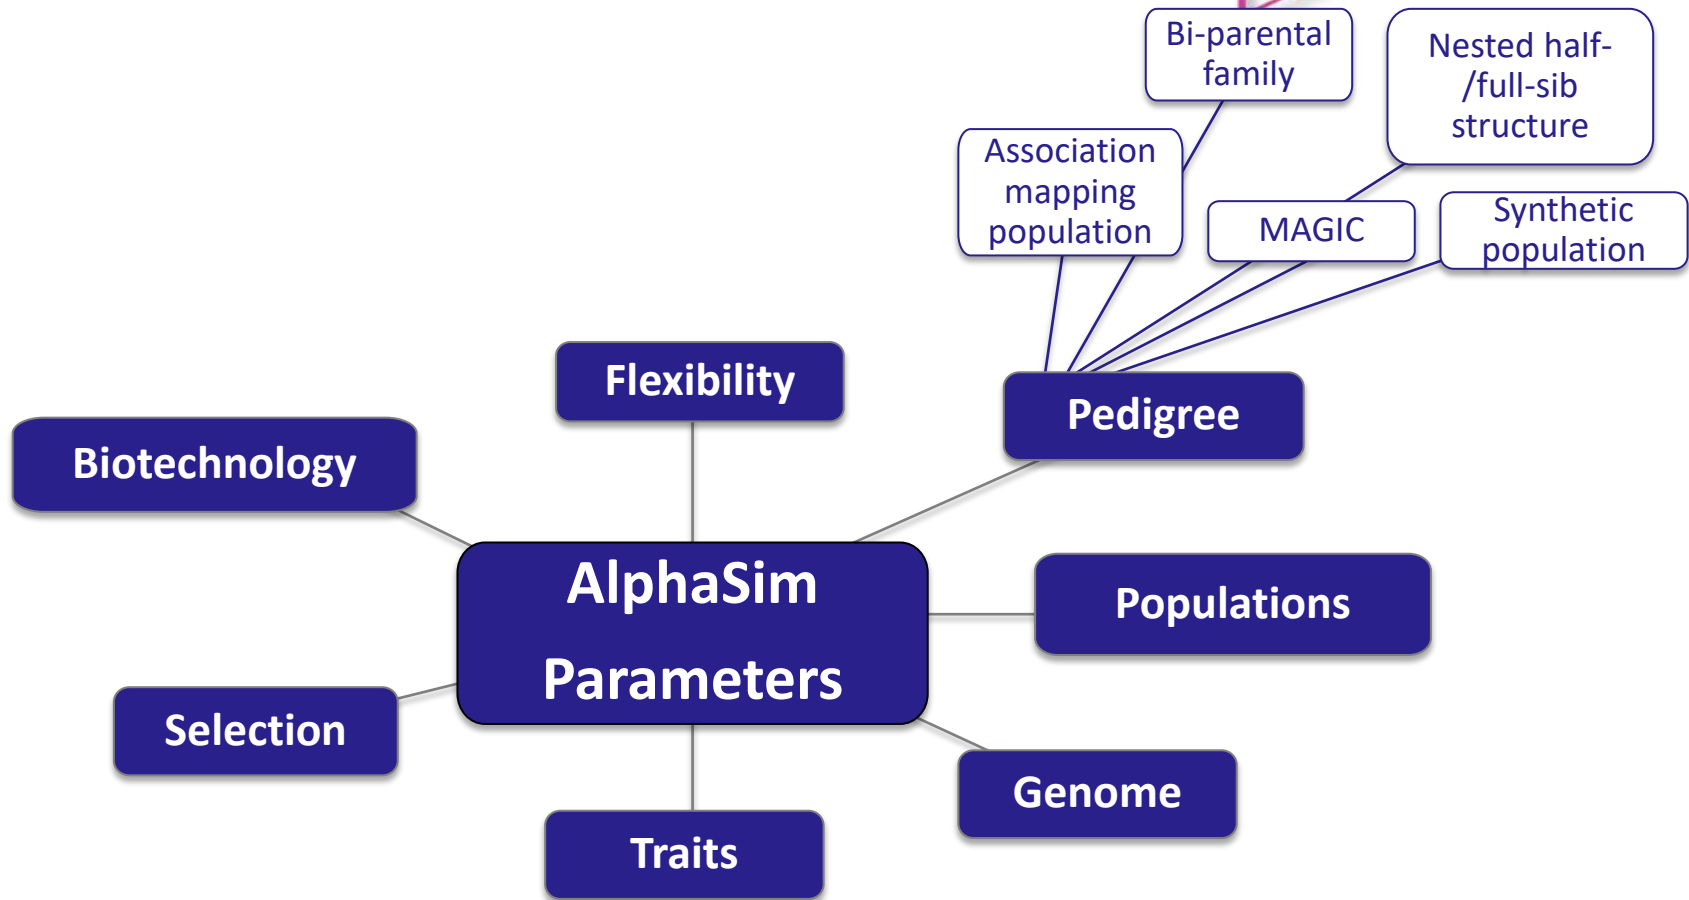 Bi-parental
family
Nested half-
/full-sib
structure
Association
mapping
population
MAGIC
Synthetic
population
Flexibility
Pedigree
Biotechnology
AlphaSim
Parameters
Populations
Selection
Genome
Traits